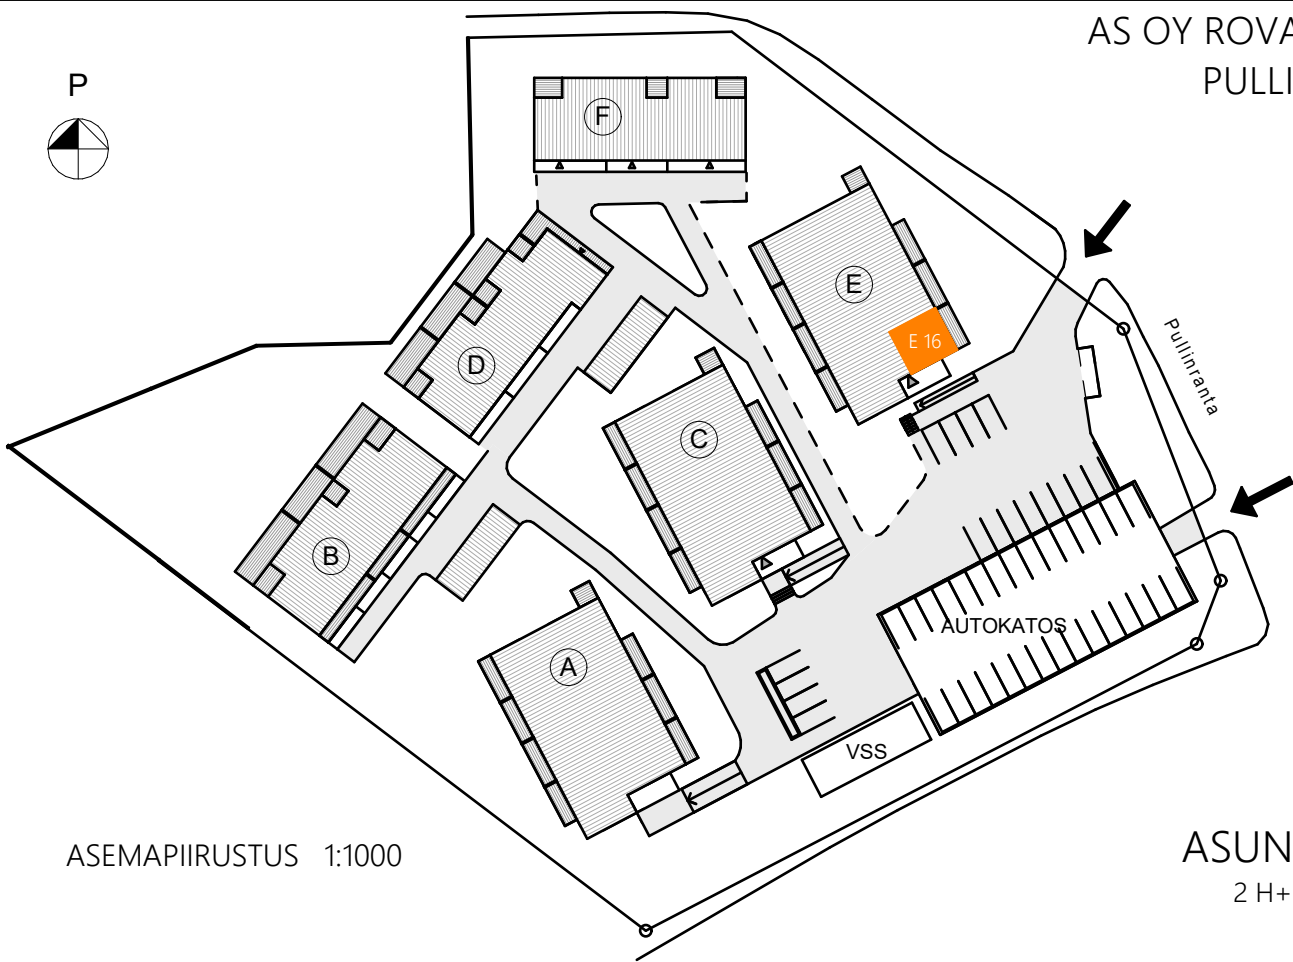 AS OY ROVA
PULLI
P
F
E
E 16
Pullinranta
D
C
B
A
AUTOKATOS
VSS
ASEMAPIIRUSTUS 1:1000
ASUN
2 H+